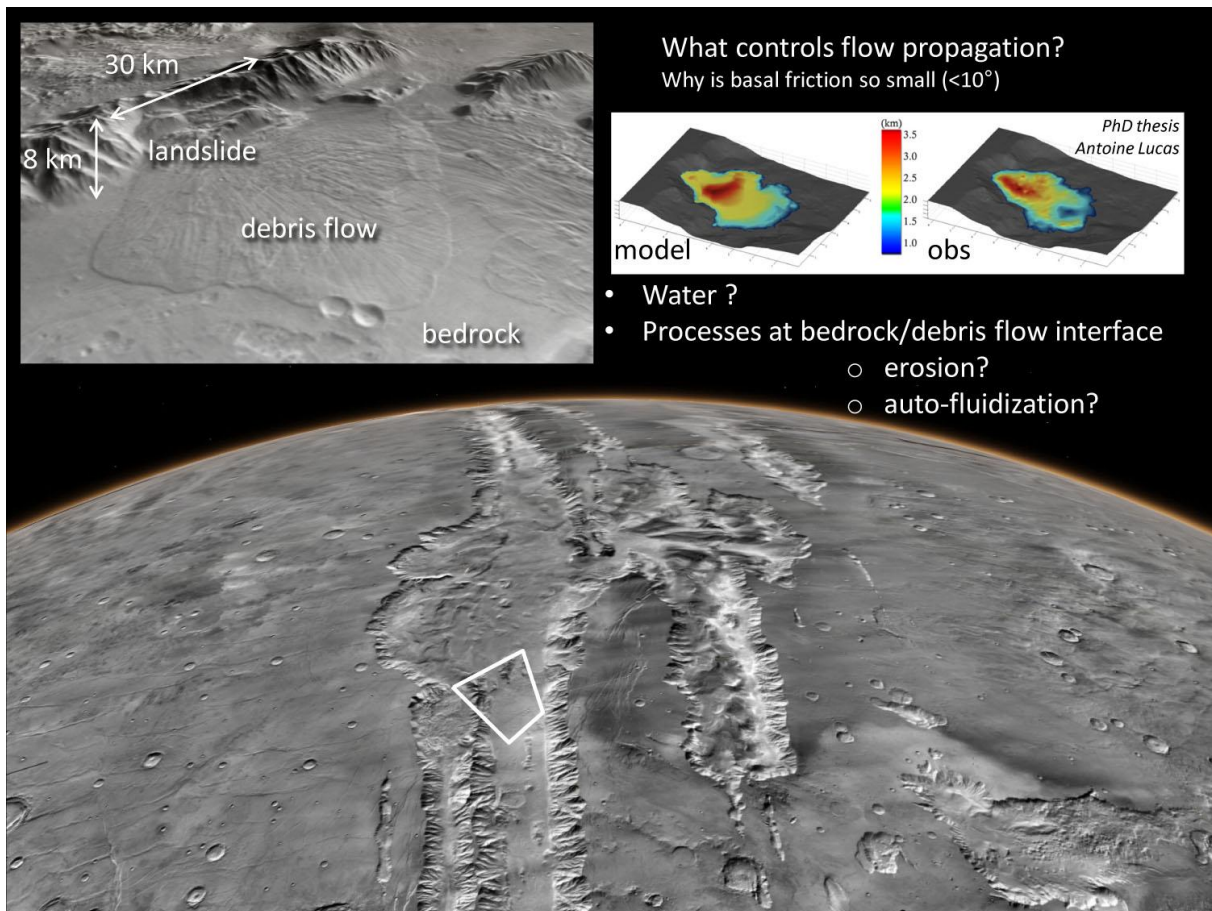 30 km
8 km
landslide
debris flow
bedrock
What controls flow propagation?
Why is basal friction so small (<10°)
(km)
3.5
3.0
2.5
2.0
1.5
1.0
PhD thesis
Antoine Lucas
model
obs
• Water ?
• Processes at bedrock/debris flow interface
o erosion?
o auto-fluidization?